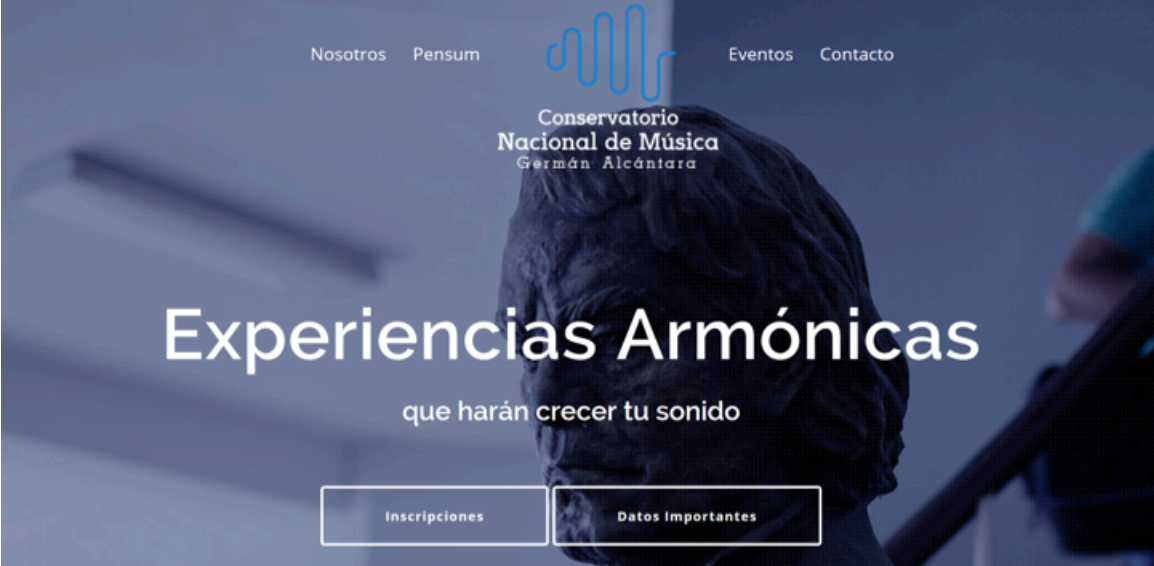 Nosotros Pensum Eventos Contacto
Conservatorio
Nacional de Música
Germán Alcántara
Experiencias Armónicas
que harán crecer tu sonido
Inscripciones Datos Importantes